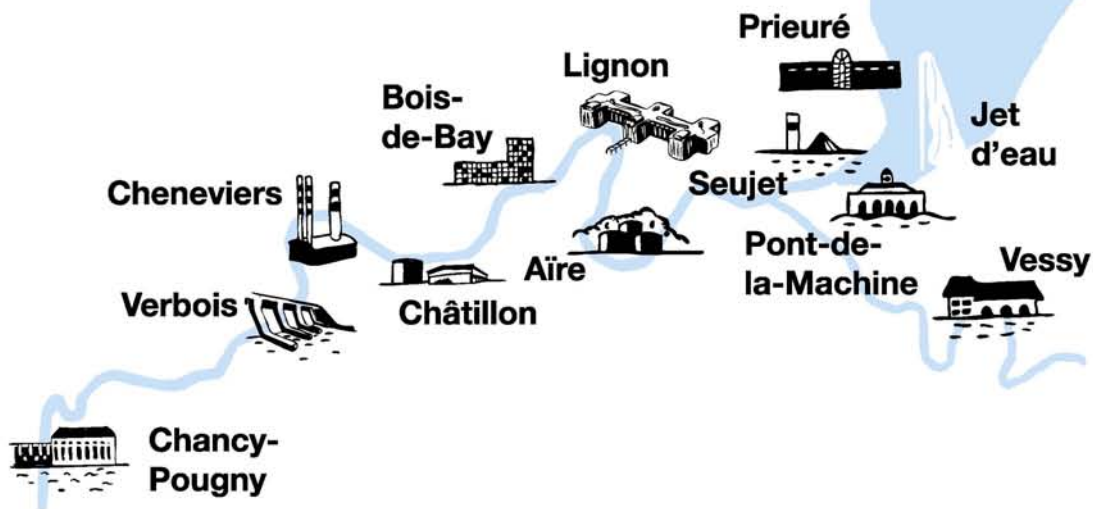 Prieuré
Lignon
Bois-
de-Bay
Jet
d’eau
Cheneviers
Seujet
Pont-de-
la-Machine
Vessy
Aïre
Verbois
Châtillon
Chancy-
Pougny